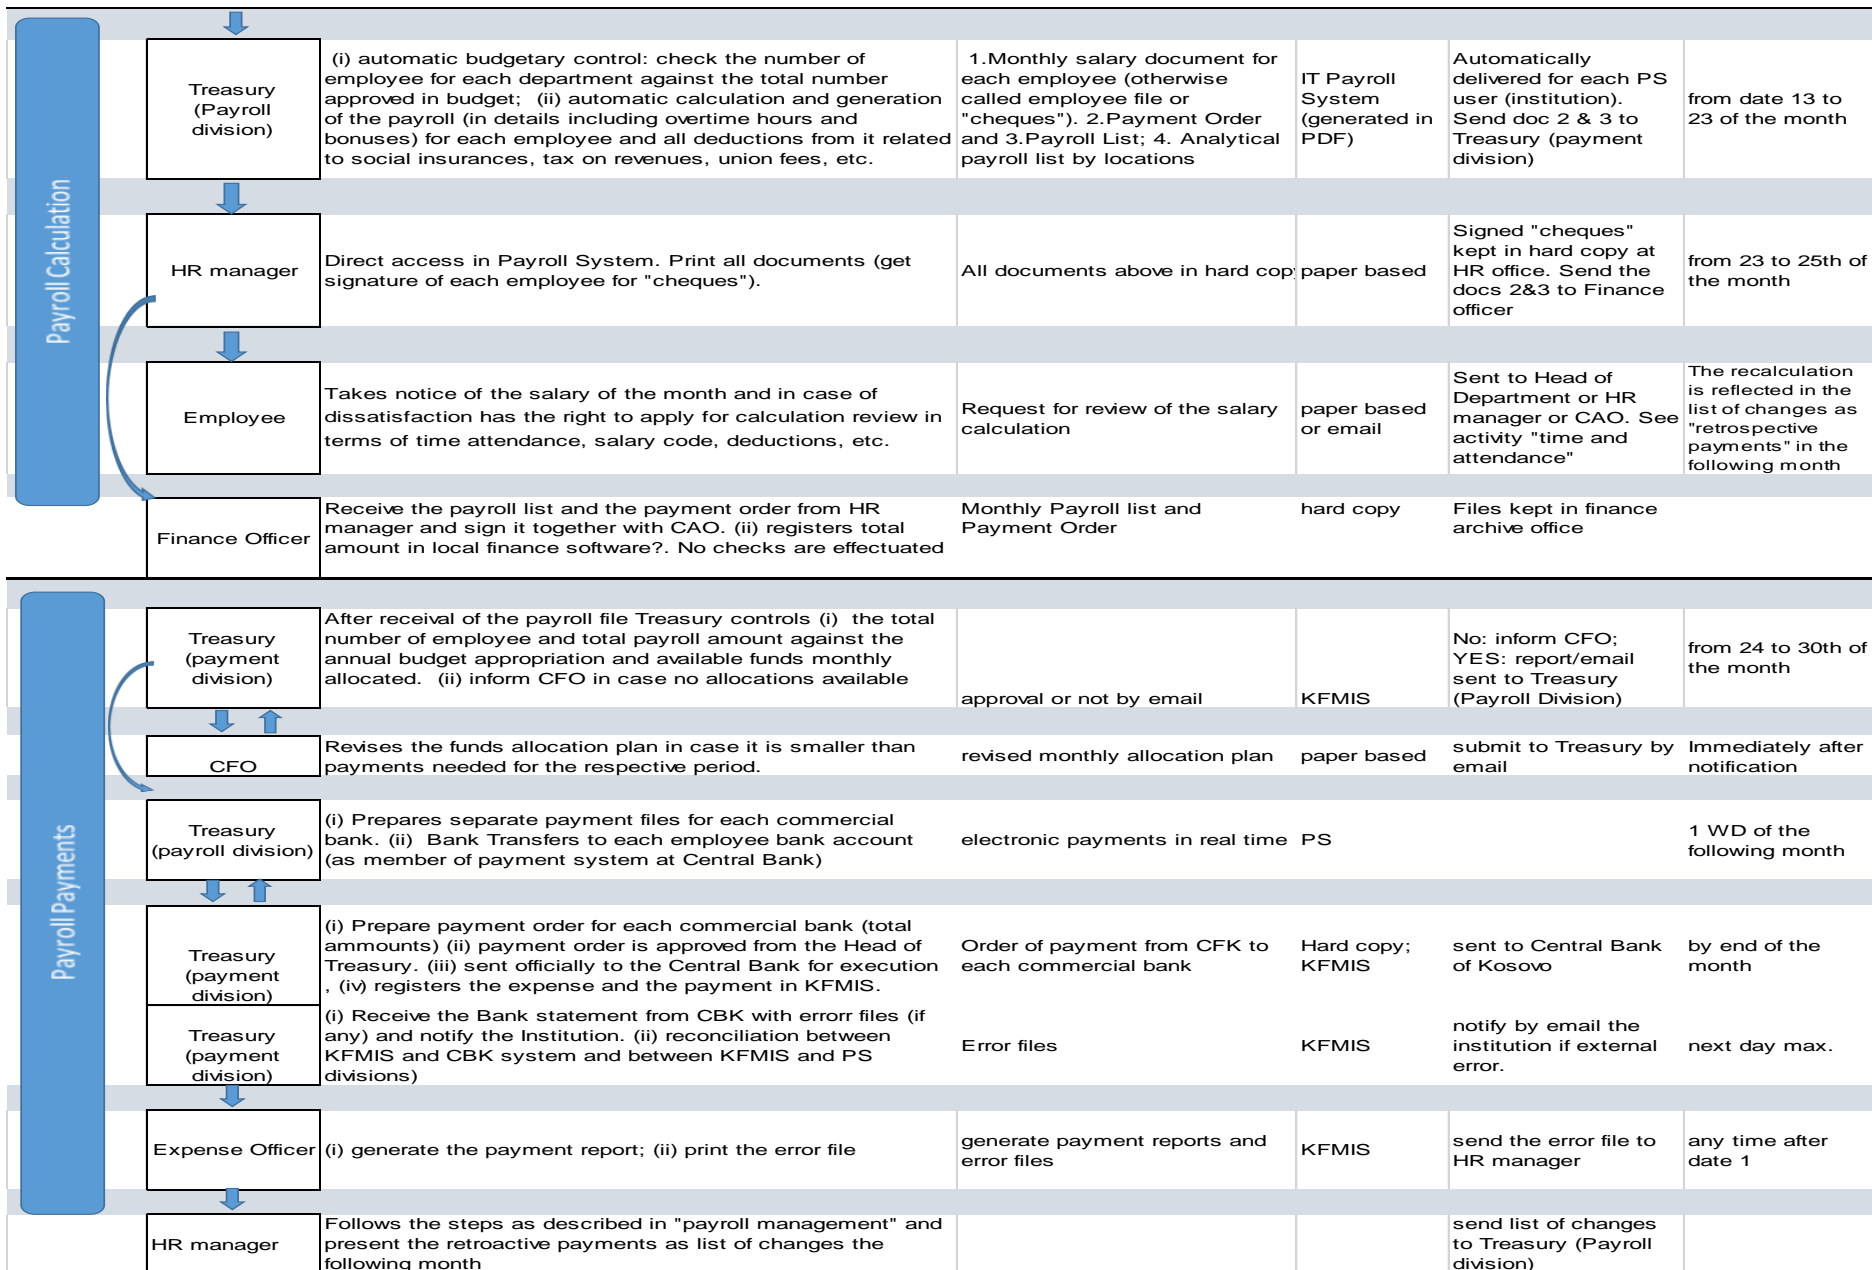 Payroll Calculation
Treasury
(Payroll
division)
(i) automatic budgetary control: check the number of
employee for each department against the total number
approved in budget;  (ii) automatic calculation and generation
of the payroll (in details including overtime hours and
bonuses) for each employee and all deductions from it related
to social insurances, tax on revenues, union fees, etc.
1.Monthly salary document for
each employee (otherwise
called employee file or
"cheques"). 2.Payment Order
and 3.Payroll List; 4. Analytical
payroll list by locations
IT Payroll
System
(generated in
PDF)
Automatically
delivered for each PS
user (institution).
Send doc 2 & 3 to
Treasury (payment
division)
from date 13 to
23 of the month
HR manager
Direct access in Payroll System. Print all documents (get
signature of each employee for "cheques").
All documents above in hard copy
paper based
Signed "cheques"
kept in hard copy at
HR office. Send the
docs 2&3 to Finance
officer
from 23 to 25th of
the month
Employee
Takes notice of the salary of the month and in case of
dissatisfaction has the right to apply for calculation review in
terms of time attendance, salary code, deductions, etc.
Request for review of the salary
calculation
paper based
or email
Sent to Head of
Department or HR
manager or CAO. See
activity "time and
attendance"
The recalculation
is reflected in the
list of changes as
"retrospective
payments" in the
following month
Finance Officer
Receive the payroll list and the payment order from HR
manager and sign it together with CAO. (ii) registers total
amount in local finance software?. No checks are effectuated
Monthly Payroll list and
Payment Order
hard copy
Files kept in finance
archive office
Payroll Payments
Treasury
(payment
division)
After receival of the payroll file Treasury controls (i)  the total
number of employee and total payroll amount against the
annual budget appropriation and available funds monthly
allocated.  (ii) inform CFO in case no allocations available
approval or not by email
KFMIS
No: inform CFO;
YES: report/email
sent to Treasury
(Payroll Division)
from 24 to 30th of
the month
CFO
Revises the funds allocation plan in case it is smaller than
payments needed for the respective period.
revised monthly allocation plan
paper based
submit to Treasury by
email
Immediately after
notification
Treasury
(payroll division)
(i) Prepares separate payment files for each commercial
bank. (ii)  Bank Transfers to each employee bank account
(as member of payment system at Central Bank)
electronic payments in real time
PS
1 WD of the
following month
Treasury
(payment
division)
(i) Prepare payment order for each commercial bank (total
ammounts) (ii) payment order is approved from the Head of
Treasury. (iii) sent officially to the Central Bank for execution
, (iv) registers the expense and the payment in KFMIS.
Order of payment from CFK to
each commercial bank
Hard copy;
KFMIS
sent to Central Bank
of Kosovo
by end of the
month
Treasury
(payment
division)
(i) Receive the Bank statement from CBK with errorr files (if
any) and notify the Institution. (ii) reconciliation between
KFMIS and CBK system and between KFMIS and PS
divisions)
Error files
KFMIS
notify by email the
institution if external
error.
next day max.
Expense Officer
(i) generate the payment report; (ii) print the error file
generate payment reports and
error files
KFMIS
send the error file to
HR manager
any time after
date 1
HR manager
Follows the steps as described in "payroll management" and
present the retroactive payments as list of changes the
following month
send list of changes
to Treasury (Payroll
division)